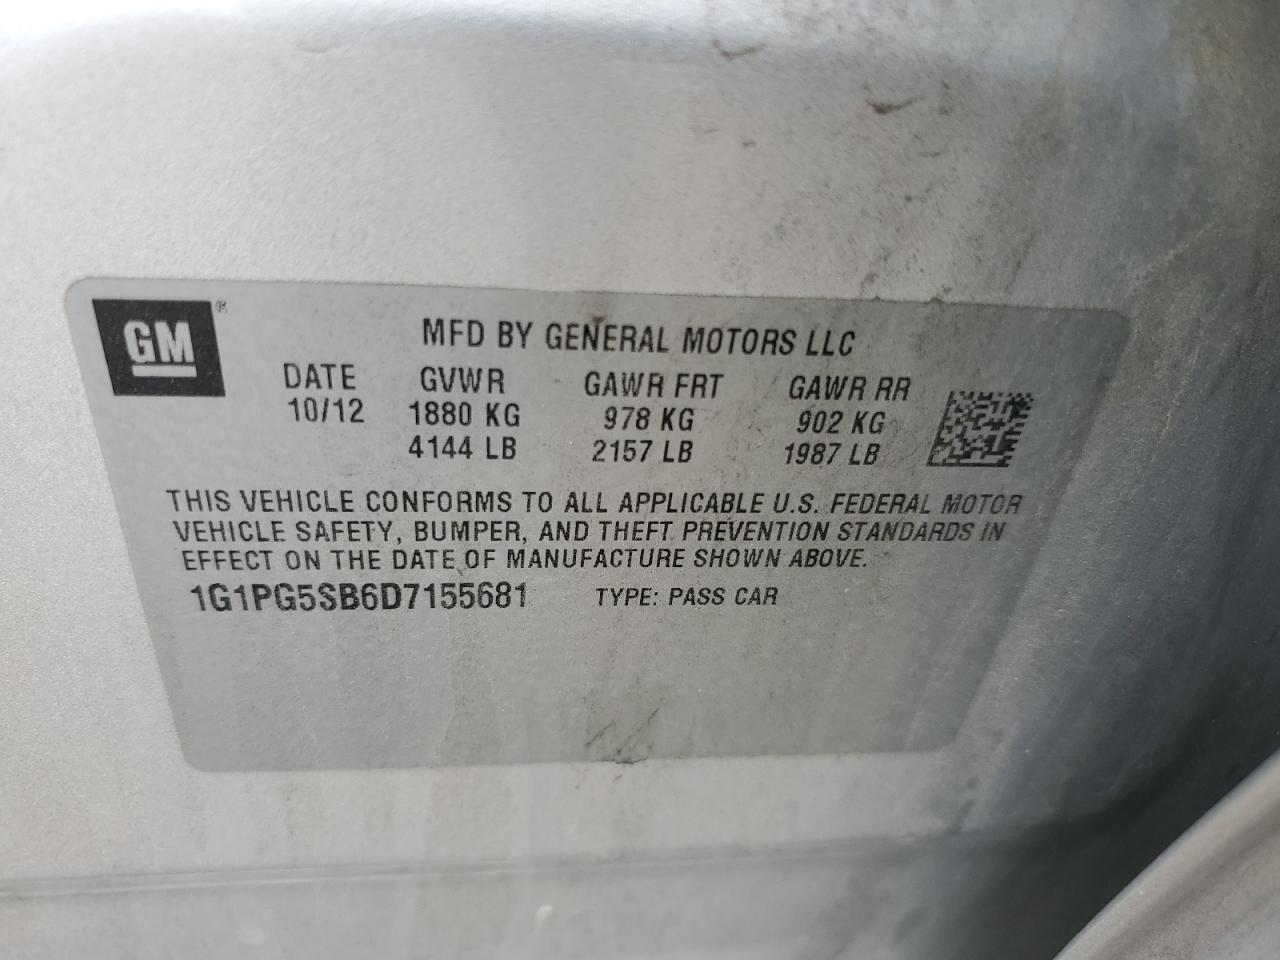 GM®
MFD BY GENERAL MOTORS LLC
DATE GVWR GAWR FRT GAWR RR
10/12 1880 KG 978 KG 902 KG
4144 LB 2157 LB 1987 LB
THIS VEHICLE CONFORMS TO ALL APPLICABLE U.S. FEDERAL MOTOR
VEHICLE SAFETY, BUMPER, AND THEFT PREVENTION STANDARDS IN
EFFECT ON THE DATE OF MANUFACTURE SHOWN ABOVE.
1G1PG5SB6D7155681 TYPE: PASS CAR